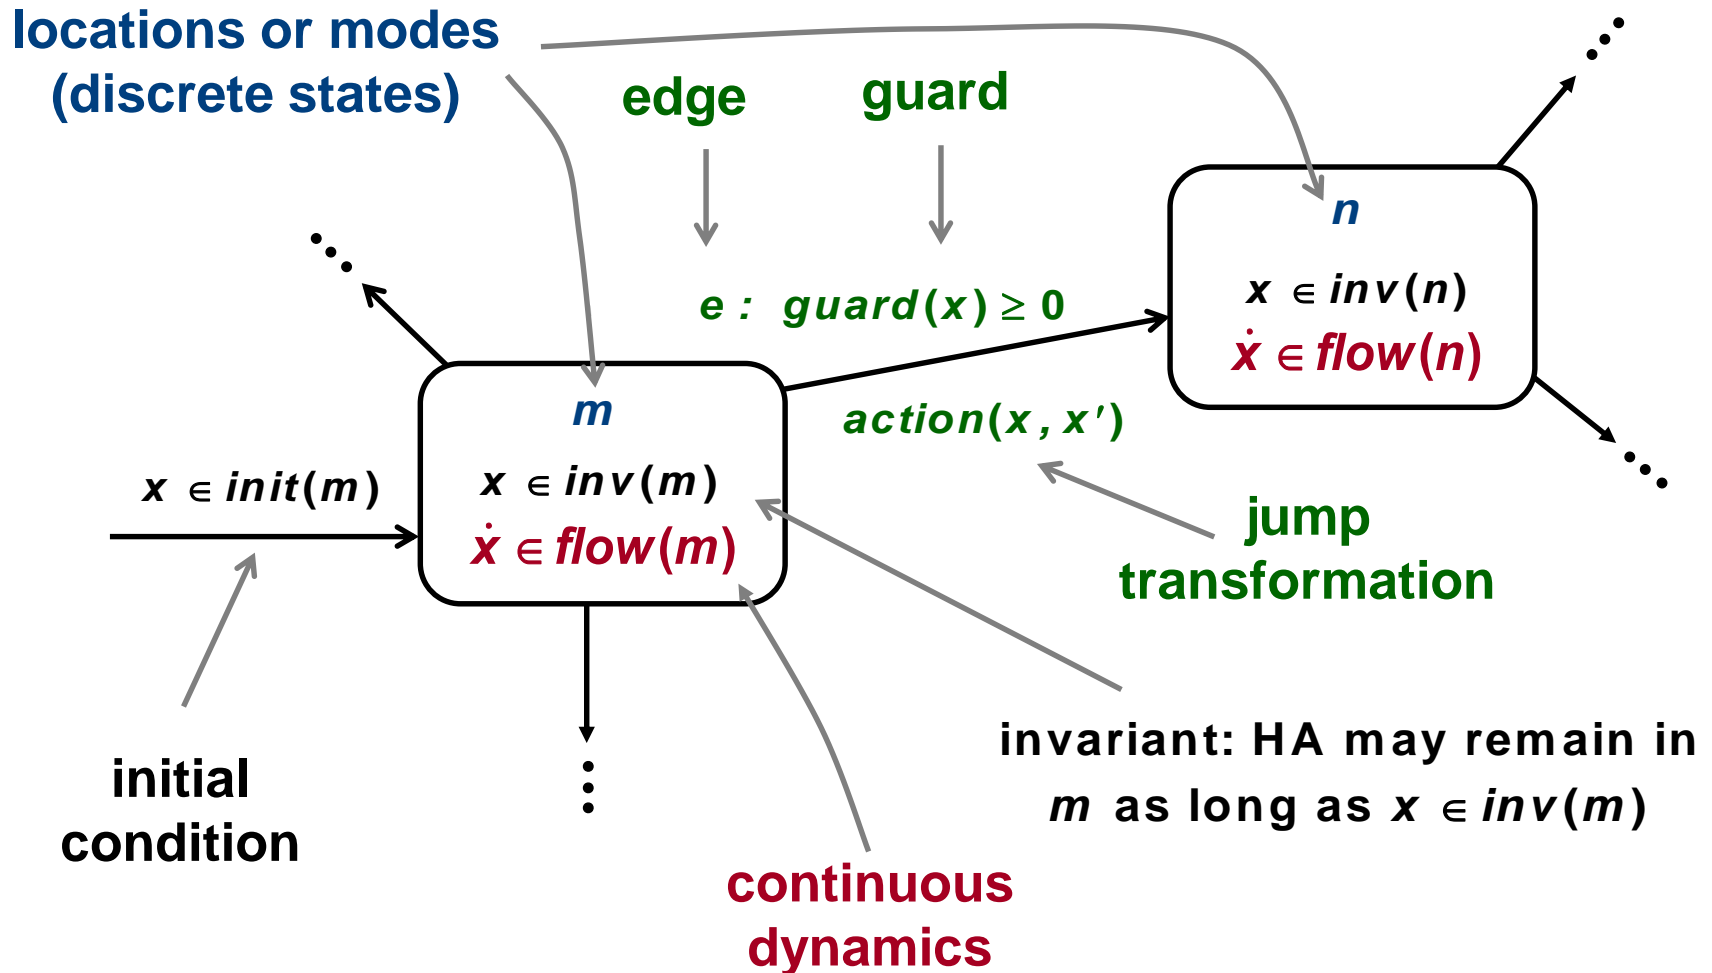 locations or modes
(discrete states)
edge
guard
n
x ∈ inv(n)
ẋ ∈ flow(n)
e : guard(x) ≥ 0
action(x, x′)
m
x ∈ inv(m)
ẋ ∈ flow(m)
x ∈ init(m)
jump
transformation
initial
condition
invariant: HA may remain in
m as long as x ∈ inv(m)
continuous
dynamics